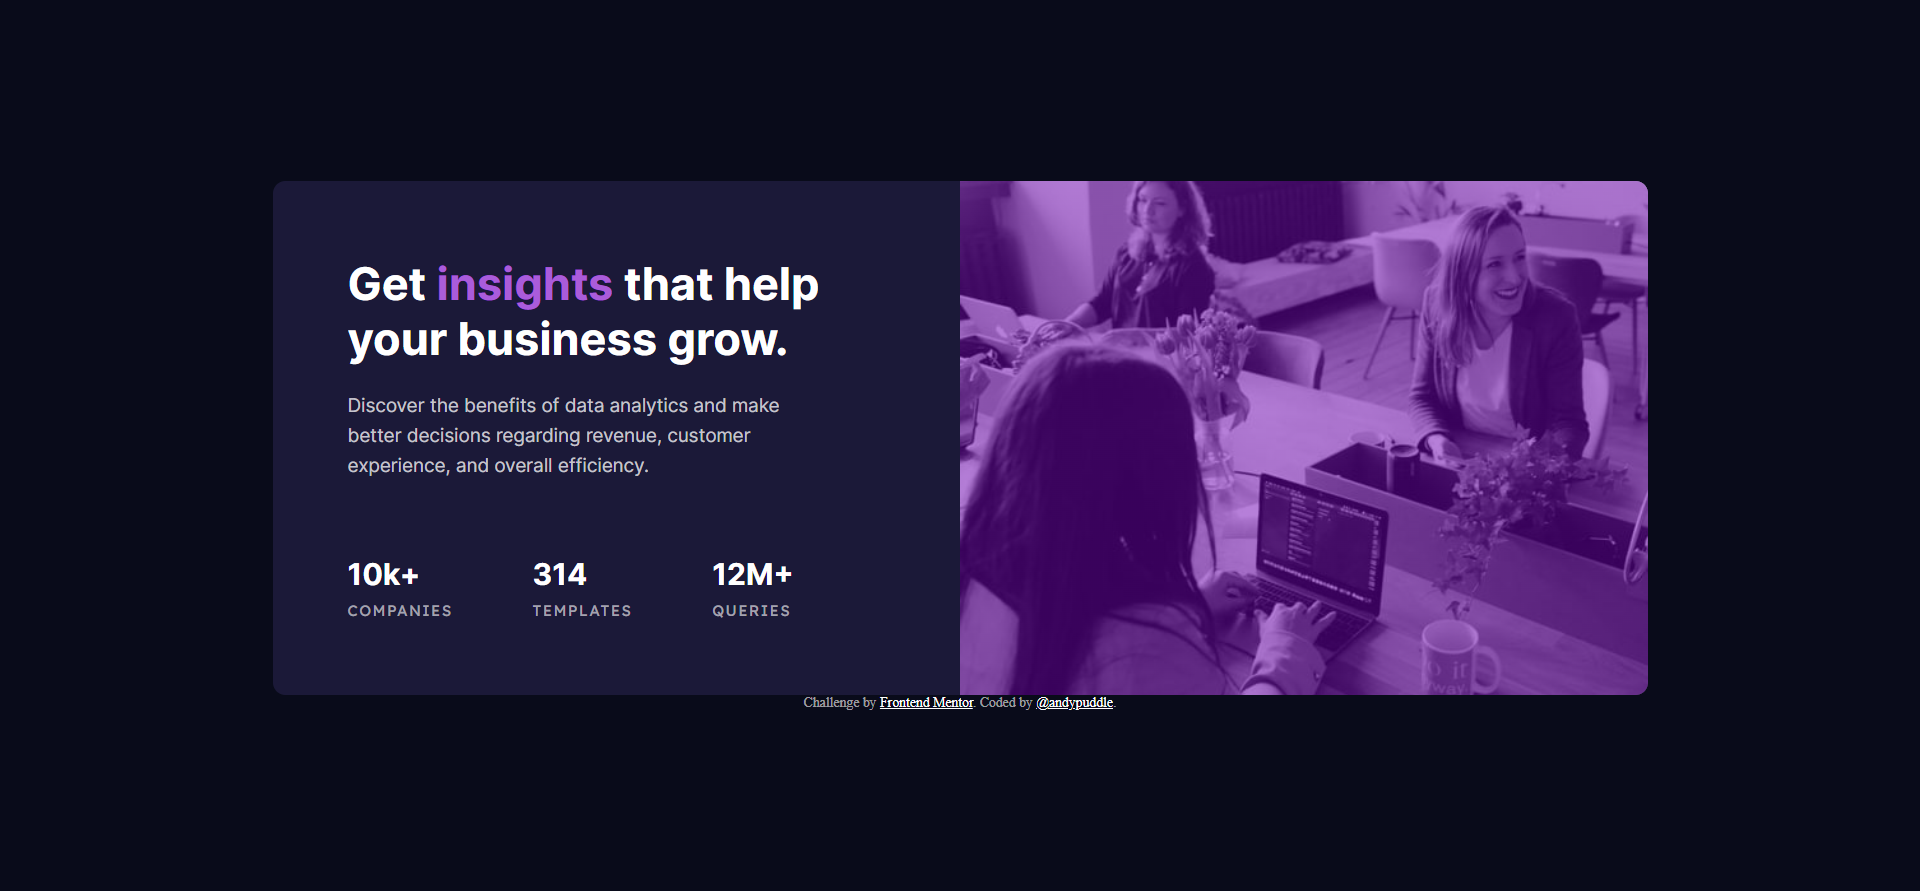 Get insights that help
your business grow.
Discover the benefits of data analytics and make
better decisions regarding revenue, customer
experience, and overall efficiency.
10k+ 314 12M+
COMPANIES TEMPLATES QUERIES
Challenge by Frontend Mentor. Coded by @andypuddle.